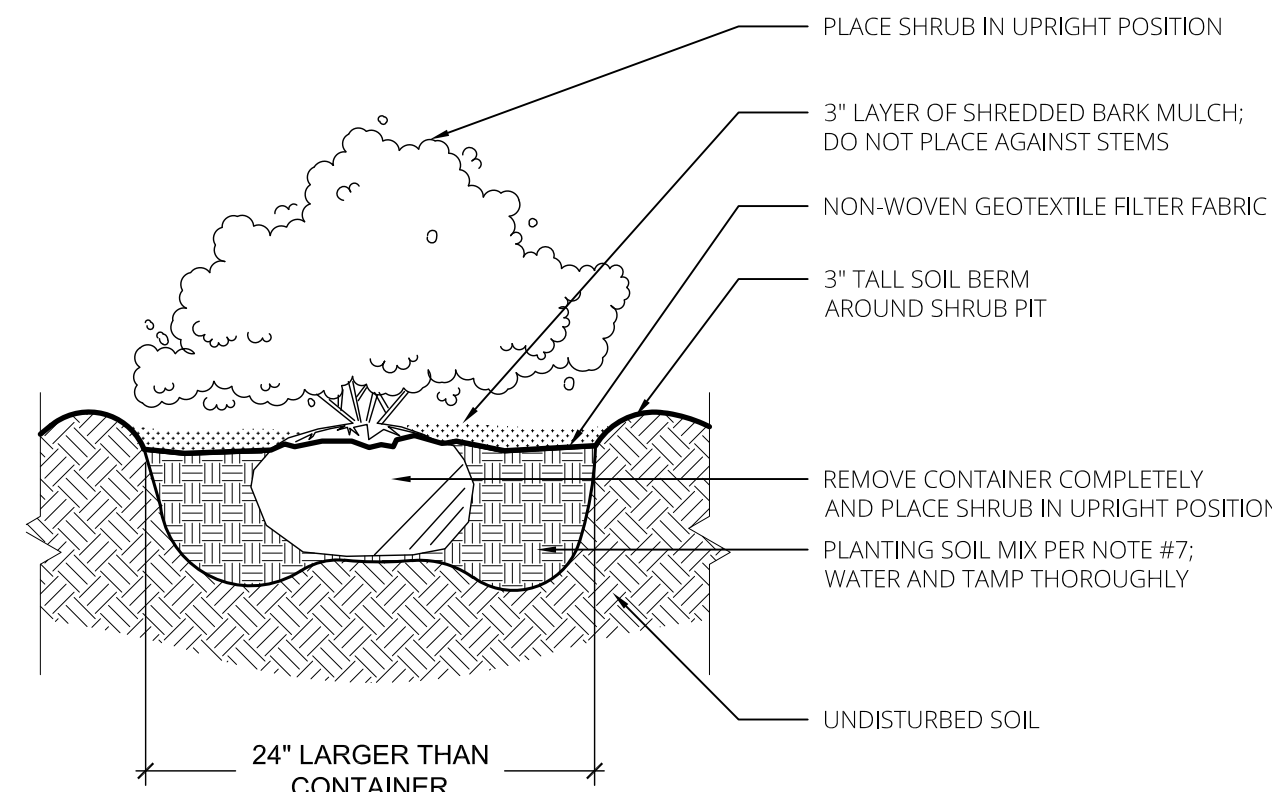 PLACE SHRUB IN UPRIGHT POSITION
3" LAYER OF SHREDDED BARK MULCH;
DO NOT PLACE AGAINST STEMS
NON-WOVEN GEOTEXTILE FILTER FABRIC
3" TALL SOIL BERM
AROUND SHRUB PIT
REMOVE CONTAINER COMPLETELY
AND PLACE SHRUB IN UPRIGHT POSITION
PLANTING SOIL MIX PER NOTE #7;
WATER AND TAMP THOROUGHLY
UNDISTURBED SOIL
24" LARGER THAN
CONTAINER